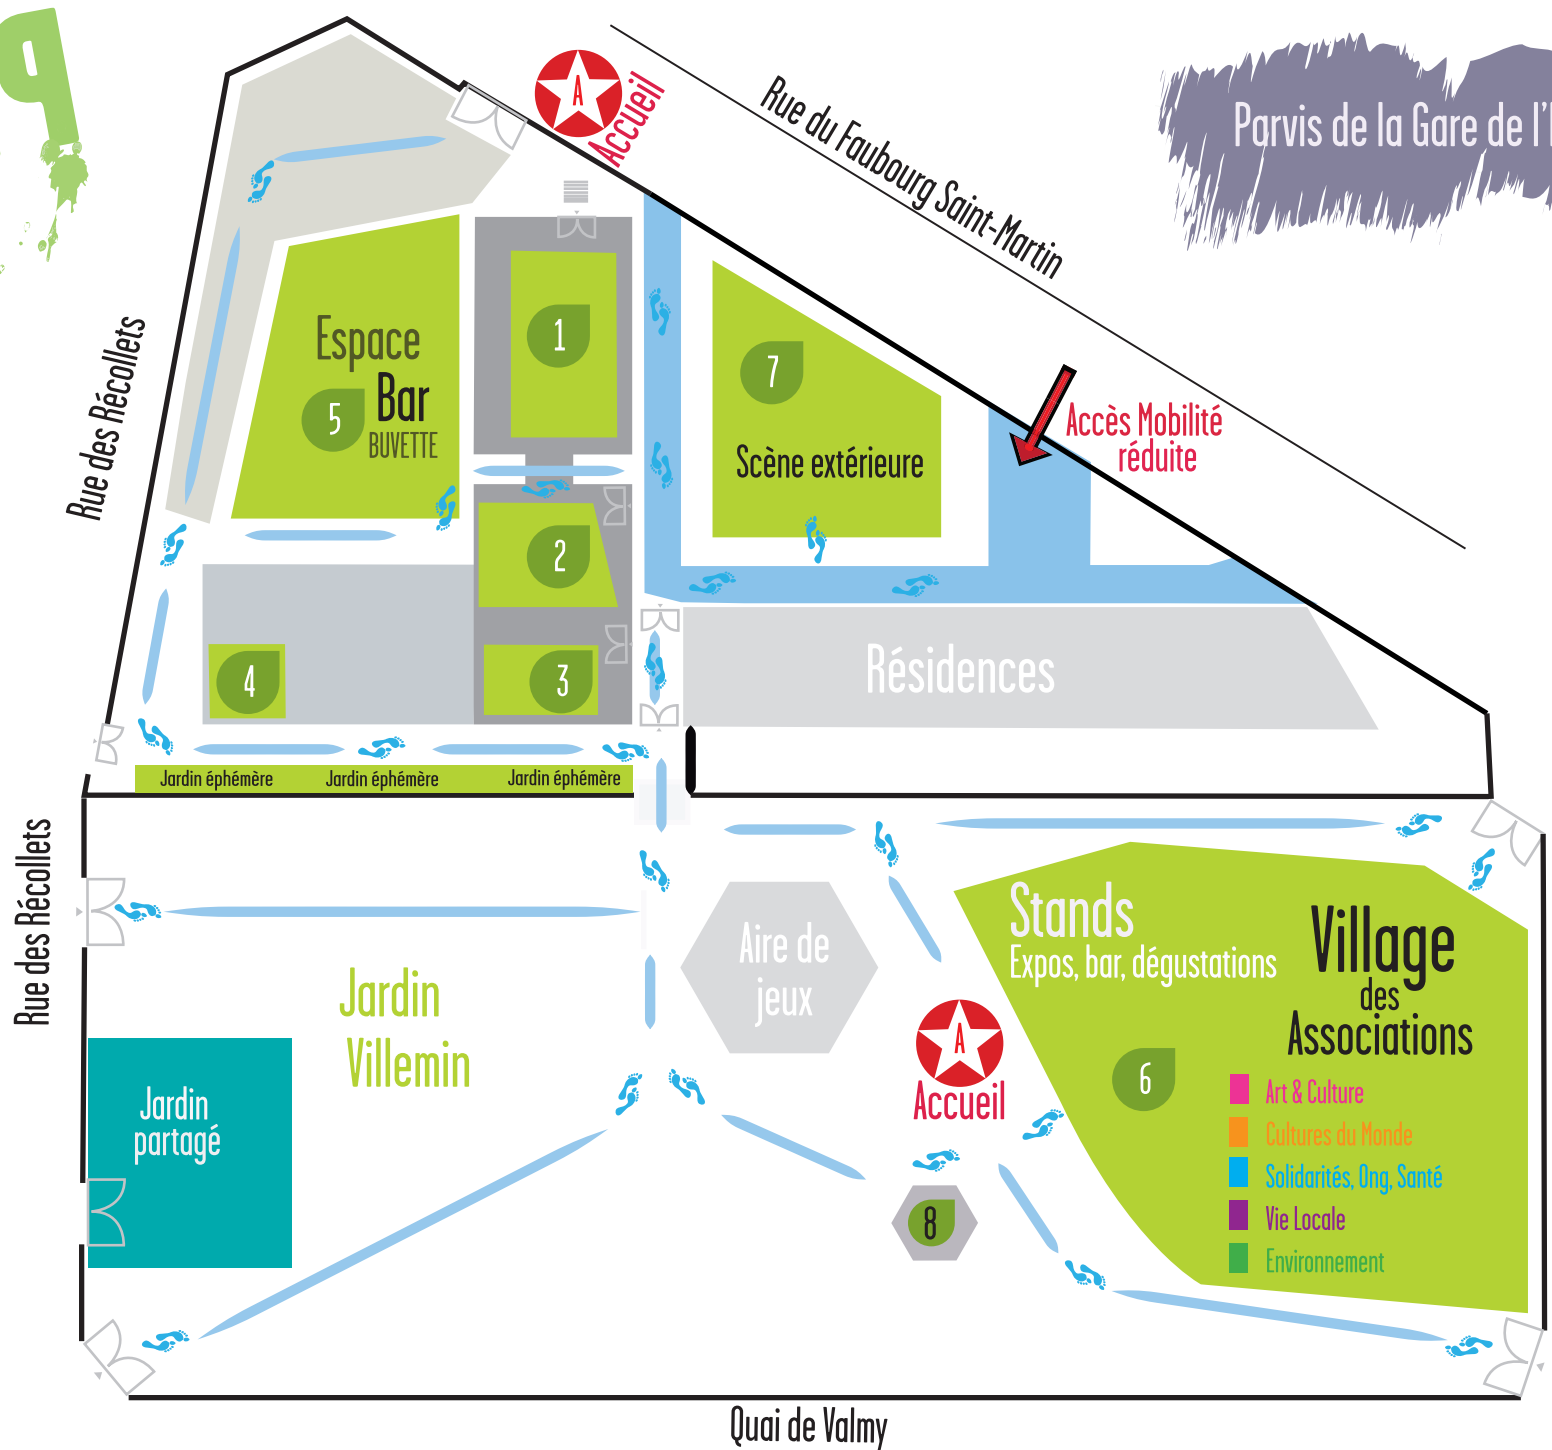 q
A
Accueil
Rue du Faubourg Saint-Martin
Parvis de la Gare de l'
Rue des Récollets
Espace
5
Bar
BUVETTE
1
7
Scène extérieure
Accès Mobilité
réduite
2
3
4
Résidences
Jardin éphémère
Jardin éphémère
Jardin éphémère
Rue des Récollets
Jardin
Villemin
Jardin
partagé
Aire de
jeux
Stands
Expos, bar, dégustations
Village
des
Associations
A
Accueil
6
Art & Culture
Cultures du Monde
Solidarités, Ong, Santé
Vie Locale
Environnement
8
Quai de Valmy